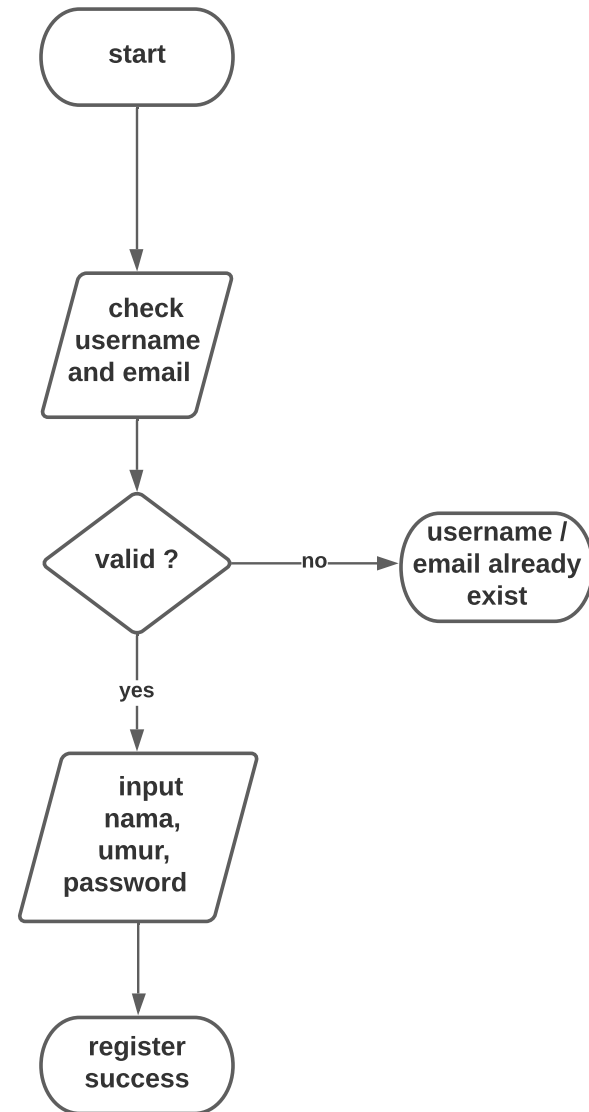 start
check
username
and email
valid ?
no
username /
email already
exist
yes
input
nama,
umur,
password
register
success